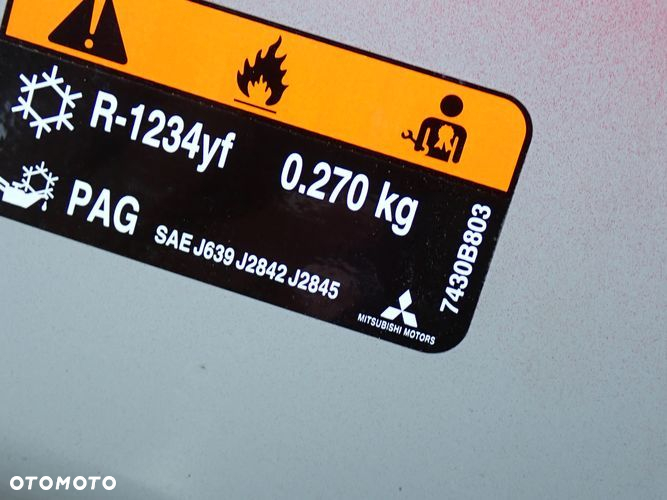 R-1234yf 0.270 kg
PAG SAE J639 J2842 J2845
MITSUBISHI MOTORS
7430B803
OTOMOTO